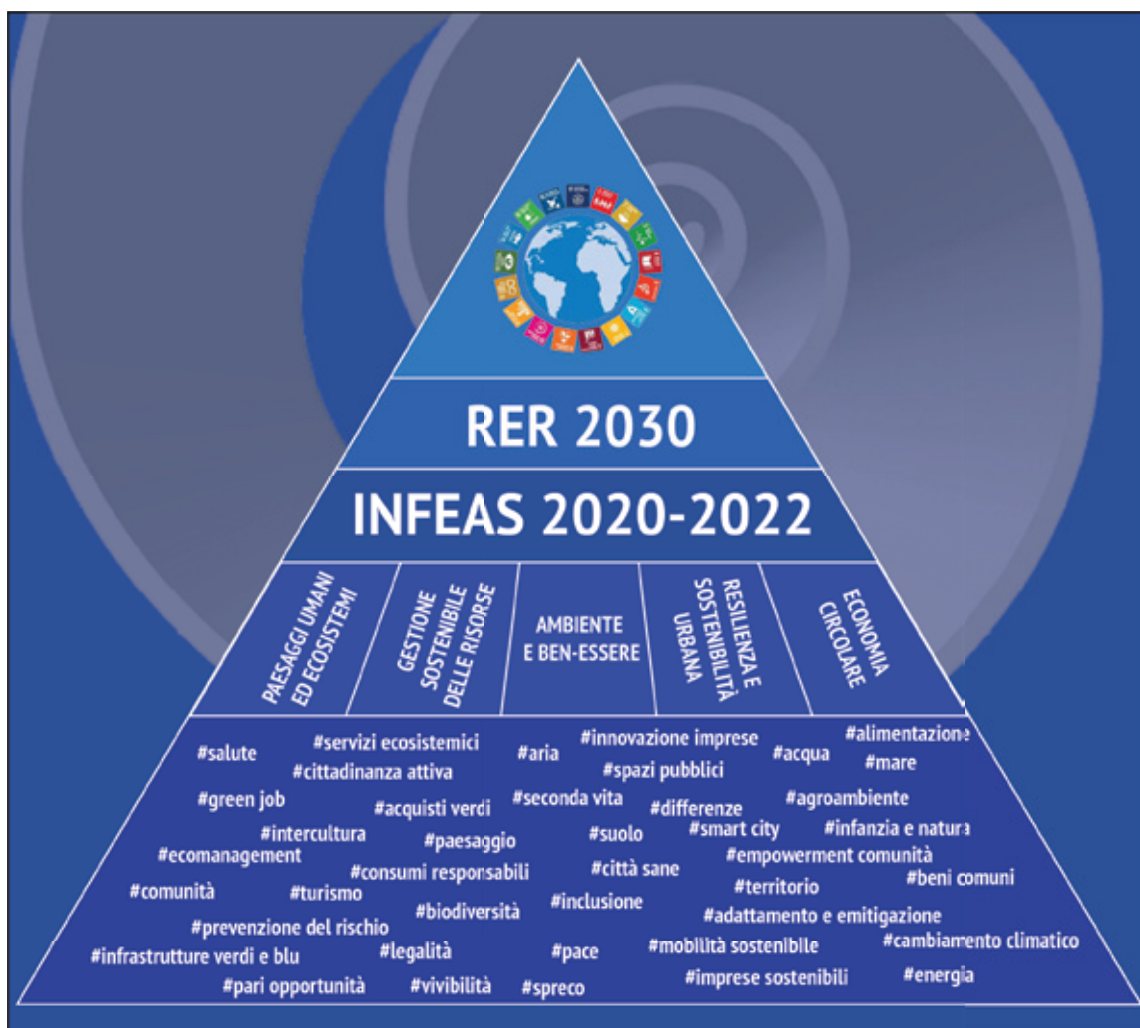 RER 2030
INFEAS 2020-2022
PAESAGGI UMANI
ED ECOSISTEMI
GESTIONE
SOSTENIBILE
DELLE RISORSE
AMBIENTE
E BEN-ESSERE
RESILIENZA E
SOSTENIBILITÀ
URBANA
ECONOMIA
CIRCOLARE
#salute #servizi ecosistemici #aria #innovazione imprese #acqua #alimentazione
#cittadinanza attiva #spazi pubblici #mare
#green job #acquisti verdi #seconda vita #differenze #agroambiente
#intercultura #paesaggio #suolo #smart city #infanzia e natura
#ecomanagement #consumi responsabili #città sane #empowerment comunità
#comunità #turismo #territorio #beni comuni
#biodiversità #inclusione
#prevenzione del rischio #adattamento e emitigazione
#infrastrutture verdi e blu #legalità #pace #mobilità sostenibile #cambiamento climatico
#pari opportunità #vivibilità #spreco #imprese sostenibili #energia